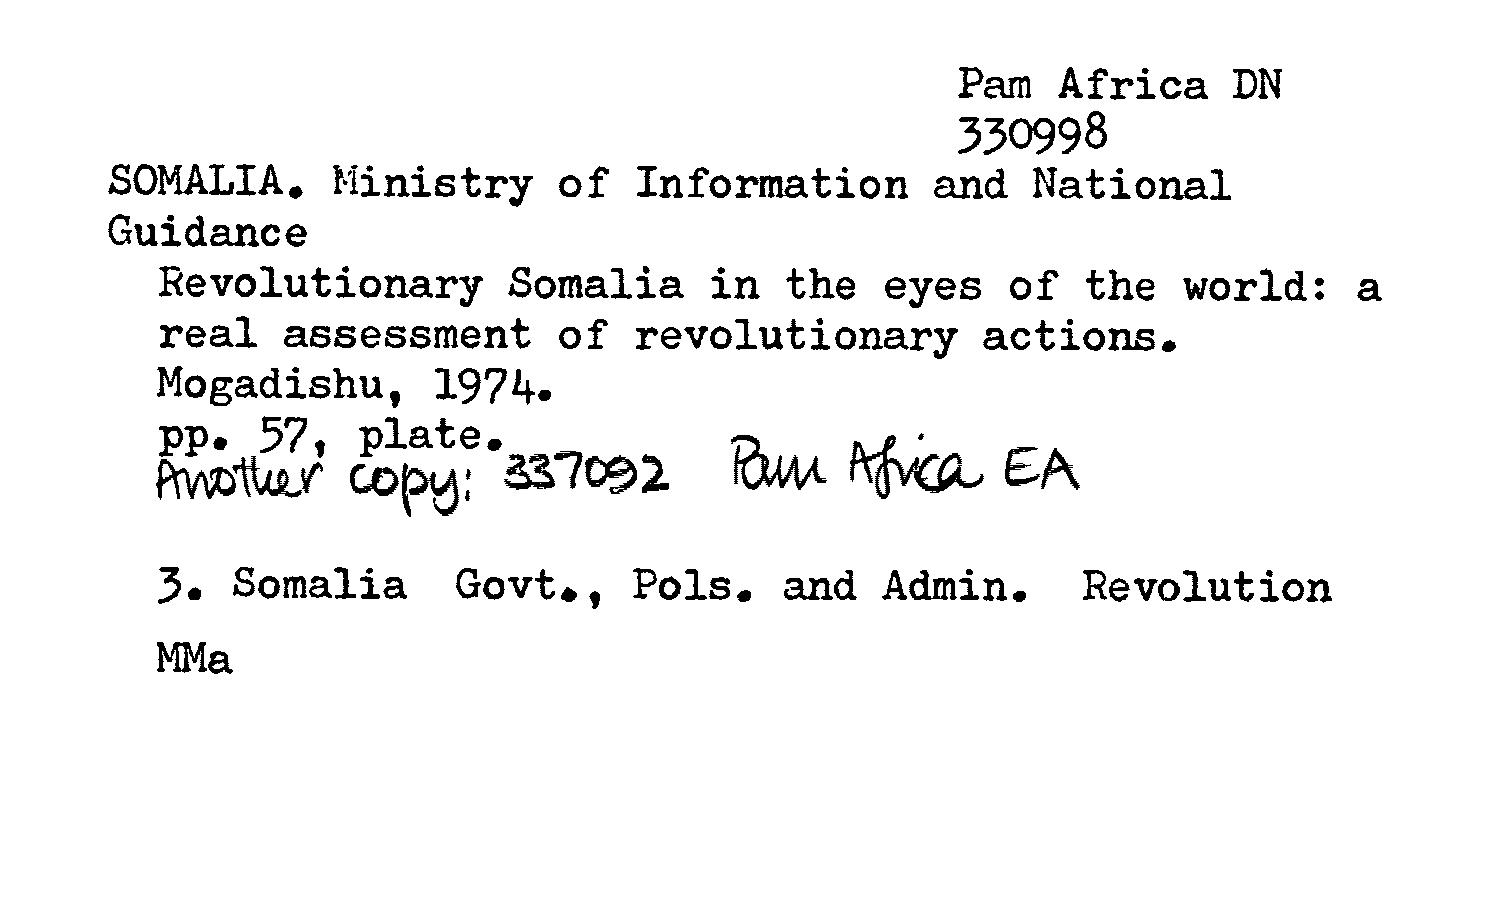 Pam Africa DN
330998
SOMALIA. Ministry of Information and National
Guidance
Revolutionary Somalia in the eyes of the world: a
real assessment of revolutionary actions.
Mogadishu, 1974.
pp. 57, plate.
Another copy: 337092 Pam Africa EA
3. Somalia Govt., Pols. and Admin. Revolution
MMa